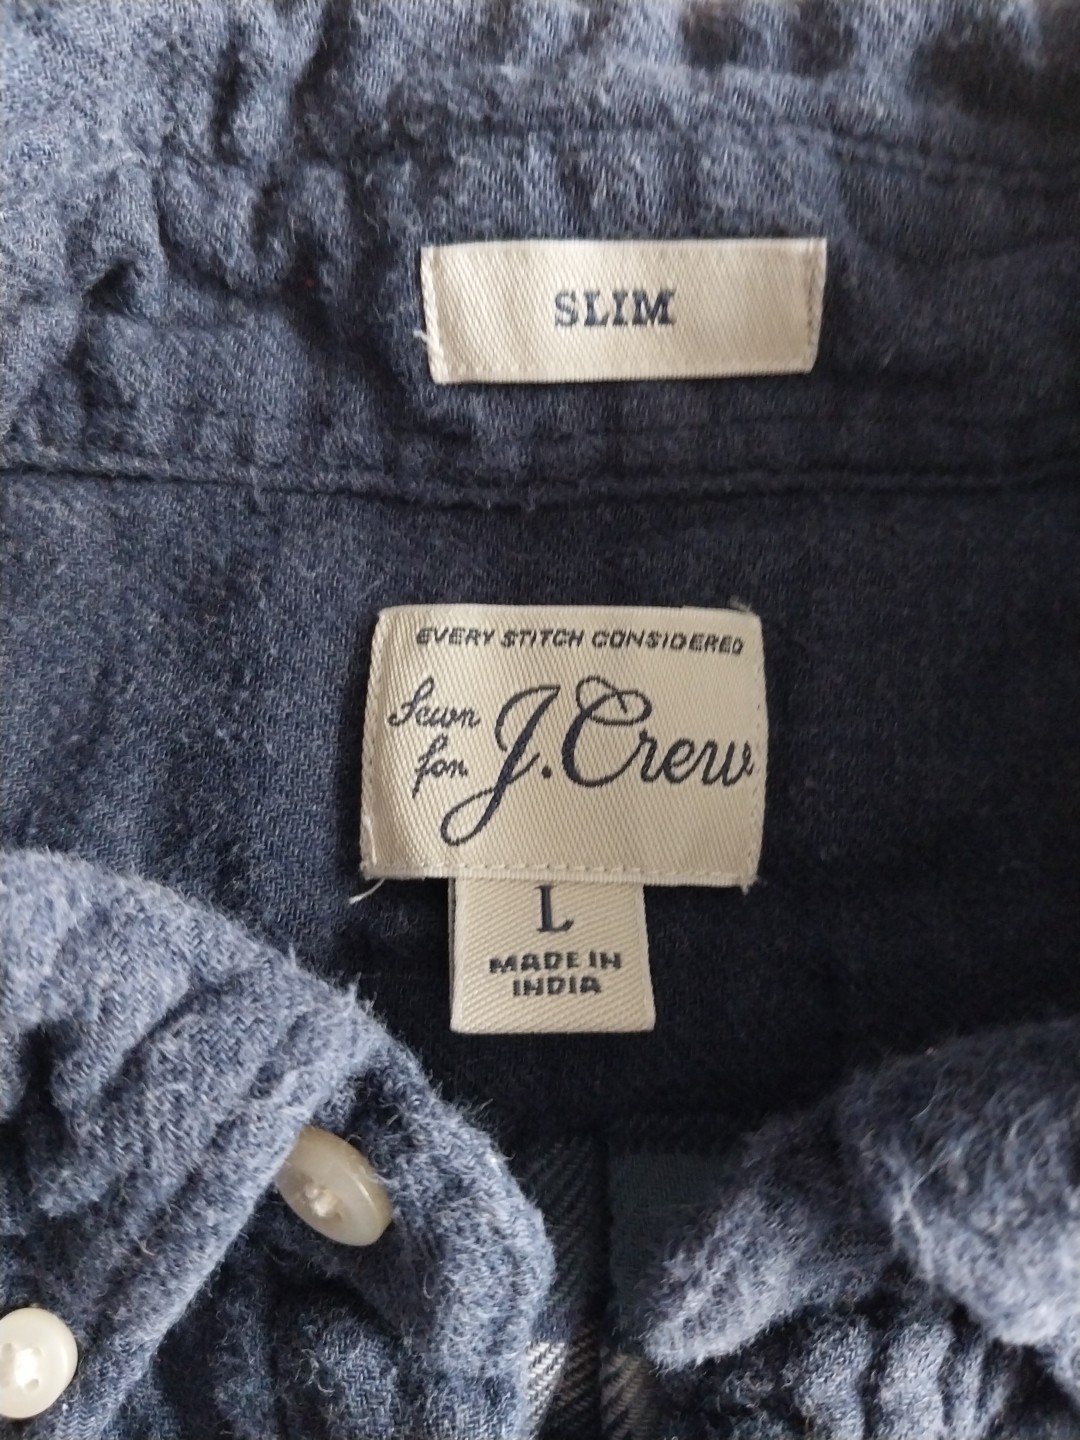 SLIM
EVERY STITCH CONSIDERED
Sewn
for
J.Crew
L
MADE IN
INDIA